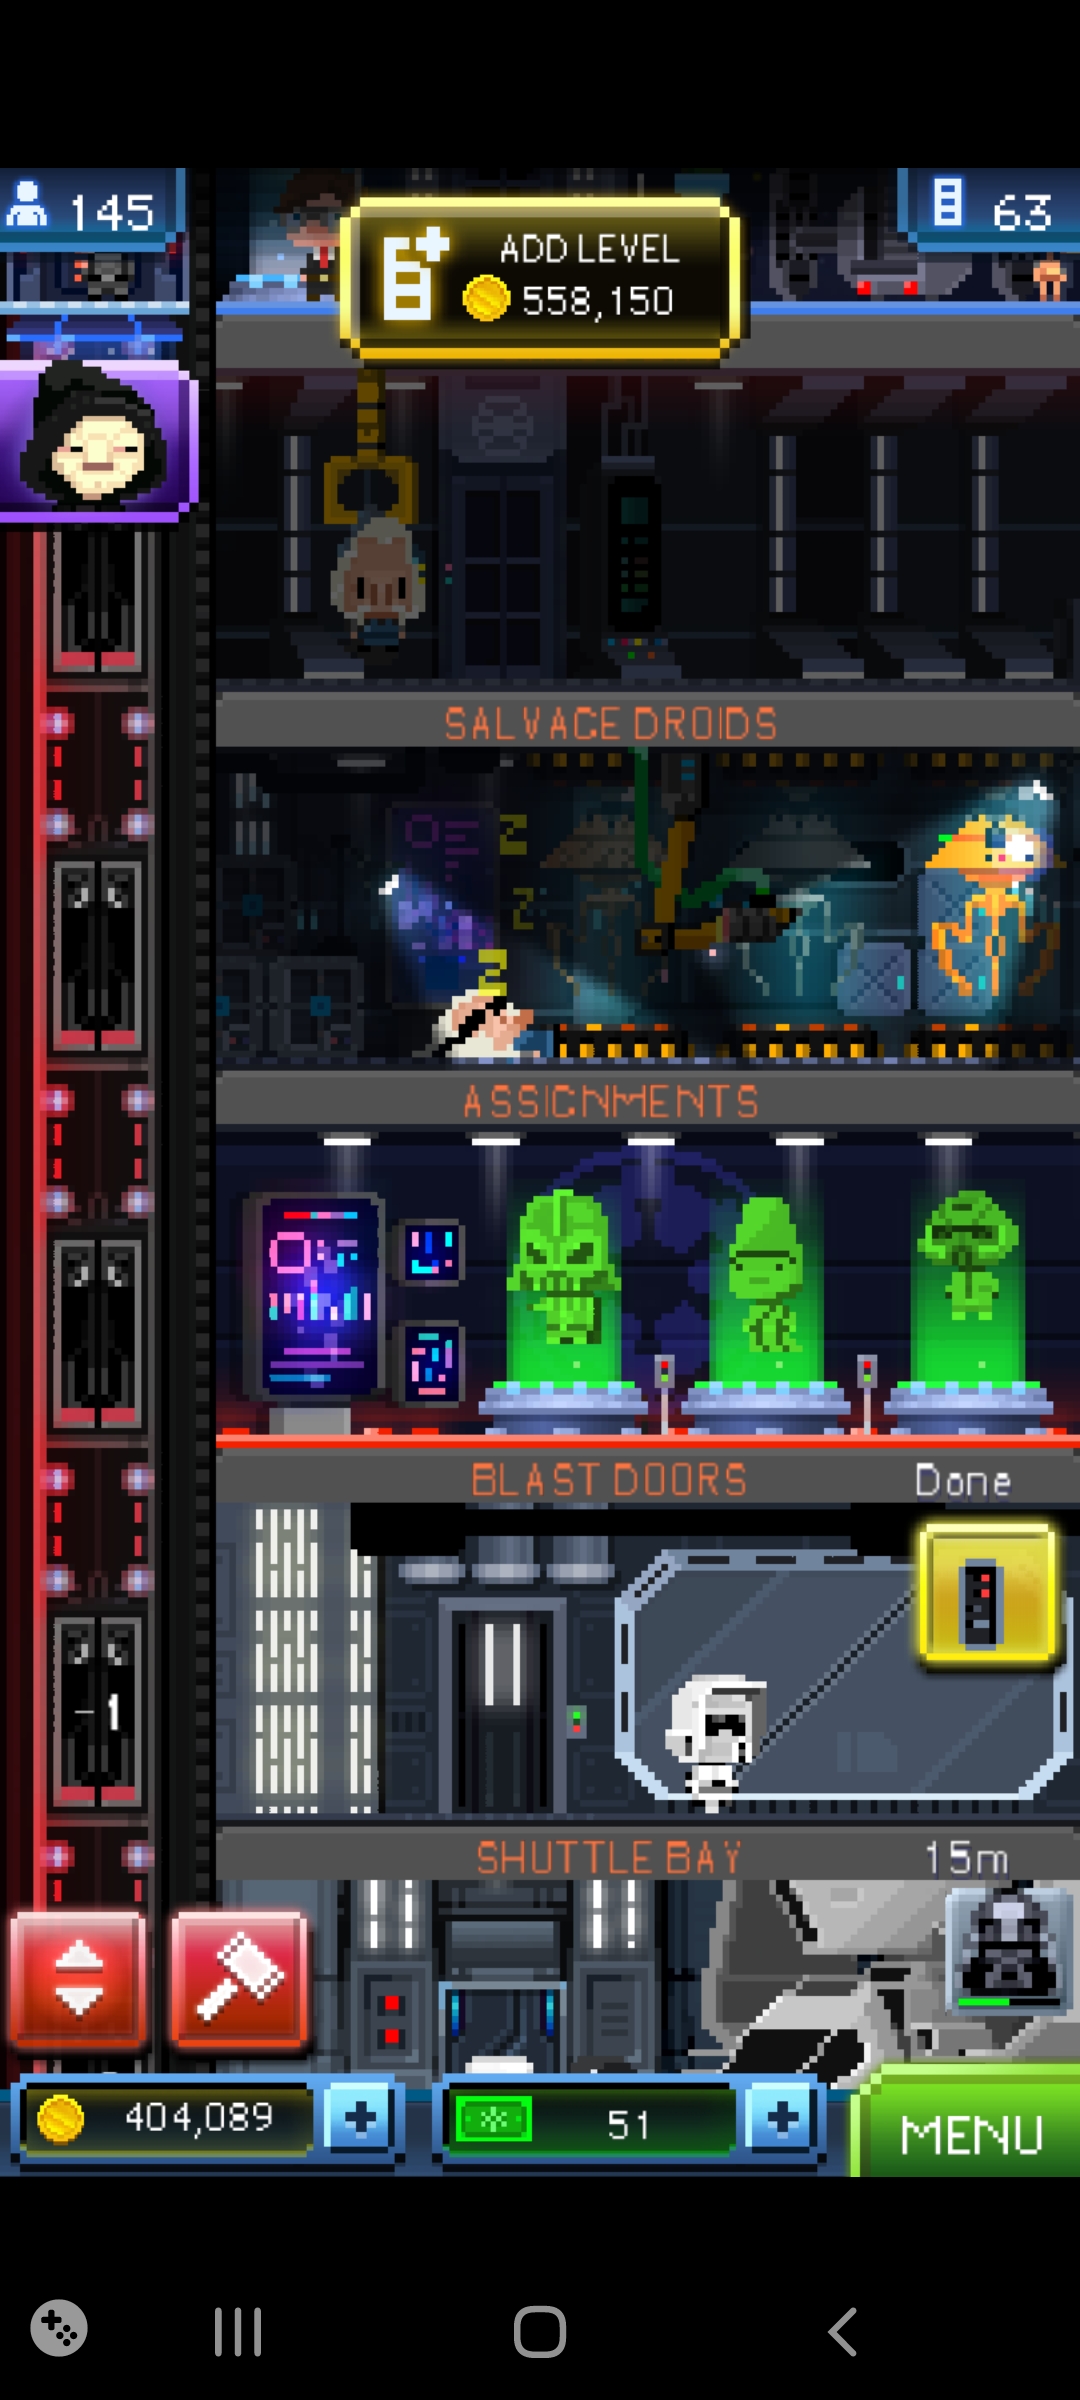 145
ADD LEVEL
558,150
63
SALVAGE DROIDS
Z
Z
Z
ASSIGNMENTS
BLAST DOORS
Done
-1
SHUTTLE BAY
15m
404,089
51
MENU